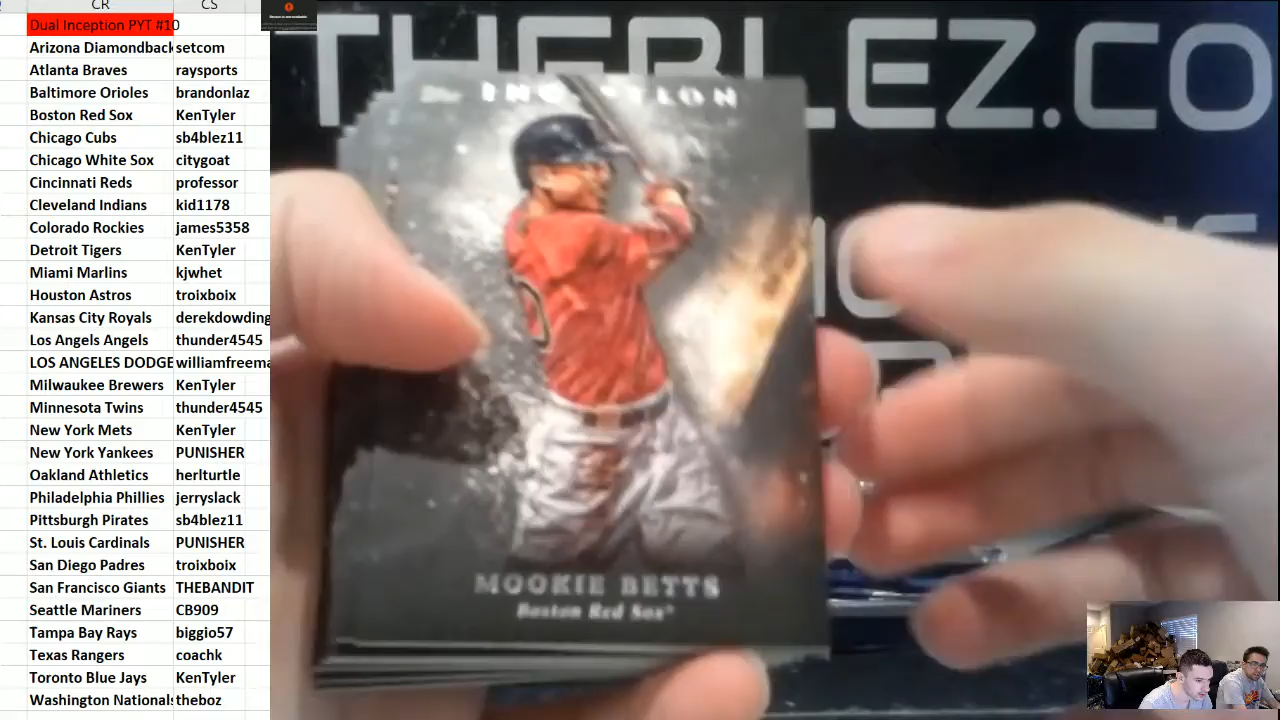 CR CS
Dual Inception PYT #10
Arizona Diamondback setcom
Atlanta Braves raysports
Baltimore Orioles brandonlaz
Boston Red Sox KenTyler
Chicago Cubs sb4blez11
Chicago White Sox citygoat
Cincinnati Reds professor
Cleveland Indians kid1178
Colorado Rockies james5358
Detroit Tigers KenTyler
Miami Marlins kjwhet
Houston Astros troixboix
Kansas City Royals derekdowding
Los Angels Angels thunder4545
LOS ANGELES DODGE williamfreema
Milwaukee Brewers KenTyler
Minnesota Twins thunder4545
New York Mets KenTyler
New York Yankees PUNISHER
Oakland Athletics herlturtle
Philadelphia Phillies jerryslack
Pittsburgh Pirates sb4blez11
St. Louis Cardinals PUNISHER
San Diego Padres troixboix
San Francisco Giants THEBANDIT
Seattle Mariners CB909
Tampa Bay Rays biggio57
Texas Rangers coachk
Toronto Blue Jays KenTyler
Washington Nationals theboz
THEBLEZ.CO
MOOKIE BETTS
Boston Red Sox